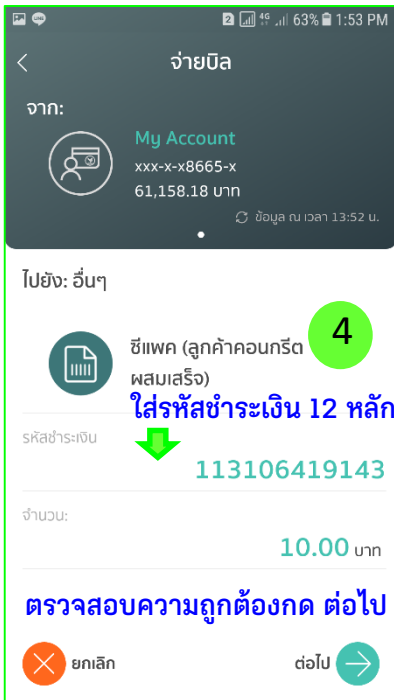 2 4G 63% 1:53 PM
จ่ายบิล
จาก:
My Account
xxx-x-x8665-x
61,158.18 บาท
ข้อมูล ณ เวลา 13:52 น.
ไปยัง: อื่นๆ
4
ซีแพค (ลูกค้าคอนกรีต
ผสมเสร็จ)
ใส่รหัสชำระเงิน 12 หลัก
รหัสชำระเงิน
113106419143
จำนวน:
10.00 บาท
ตรวจสอบความถูกต้องกด ต่อไป
ยกเลิก ต่อไป